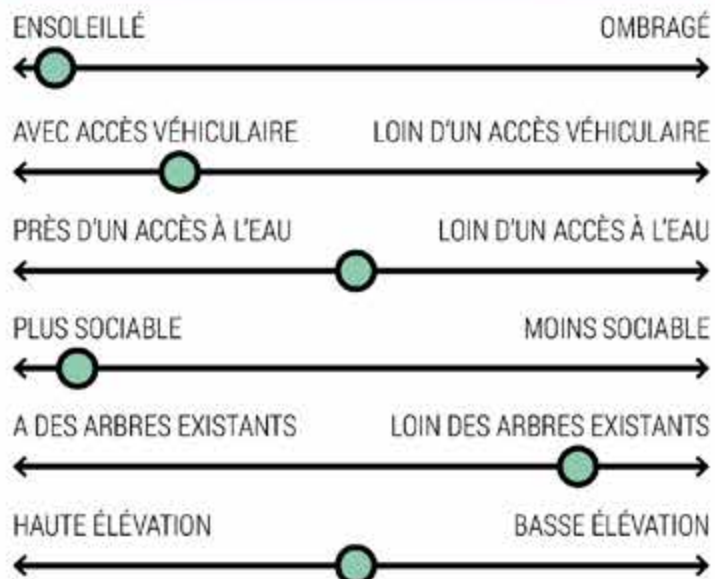 ENSOLEILLÉ OMBRAGÉ
AVEC ACCÈS VÉHICULAIRE LOIN D'UN ACCÈS VÉHICULAIRE
PRÈS D'UN ACCÈS À L'EAU LOIN D'UN ACCÈS À L'EAU
PLUS SOCIABLE MOINS SOCIABLE
A DES ARBRES EXISTANTS LOIN DES ARBRES EXISTANTS
HAUTE ÉLÉVATION BASSE ÉLÉVATION